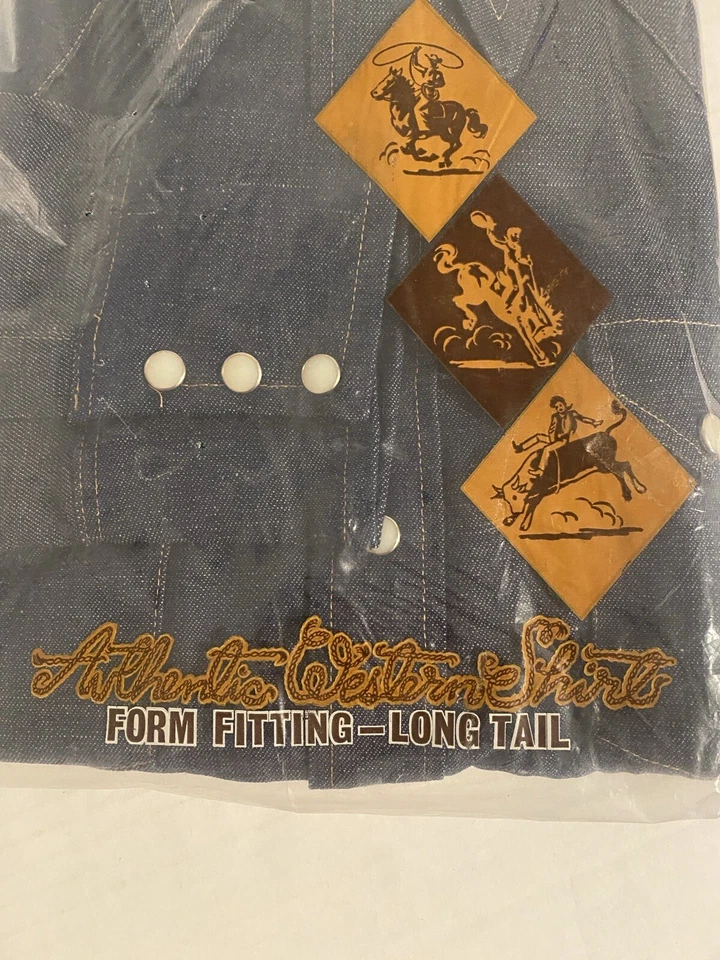 Authentic Western Shirts
FORM FITTING–LONG TAIL